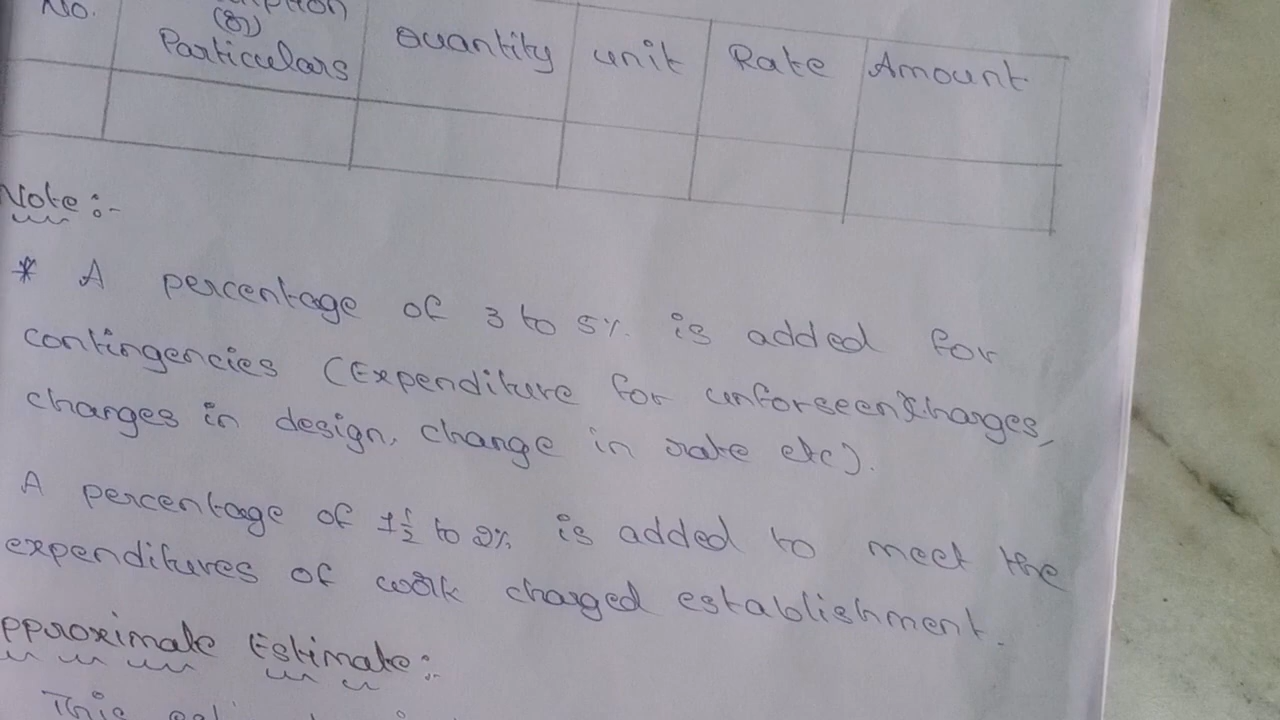 No. (or) Particulars Quantity unit Rate Amount
Note:-
* A percentage of 3 to 5% is added for
contingencies (Expenditure for unforseen charges,
changes in design, change in rate etc).
A percentage of 1½ to 2% is added to meet the
expenditures of work charged establishment.
pproximate Estimate:-
This